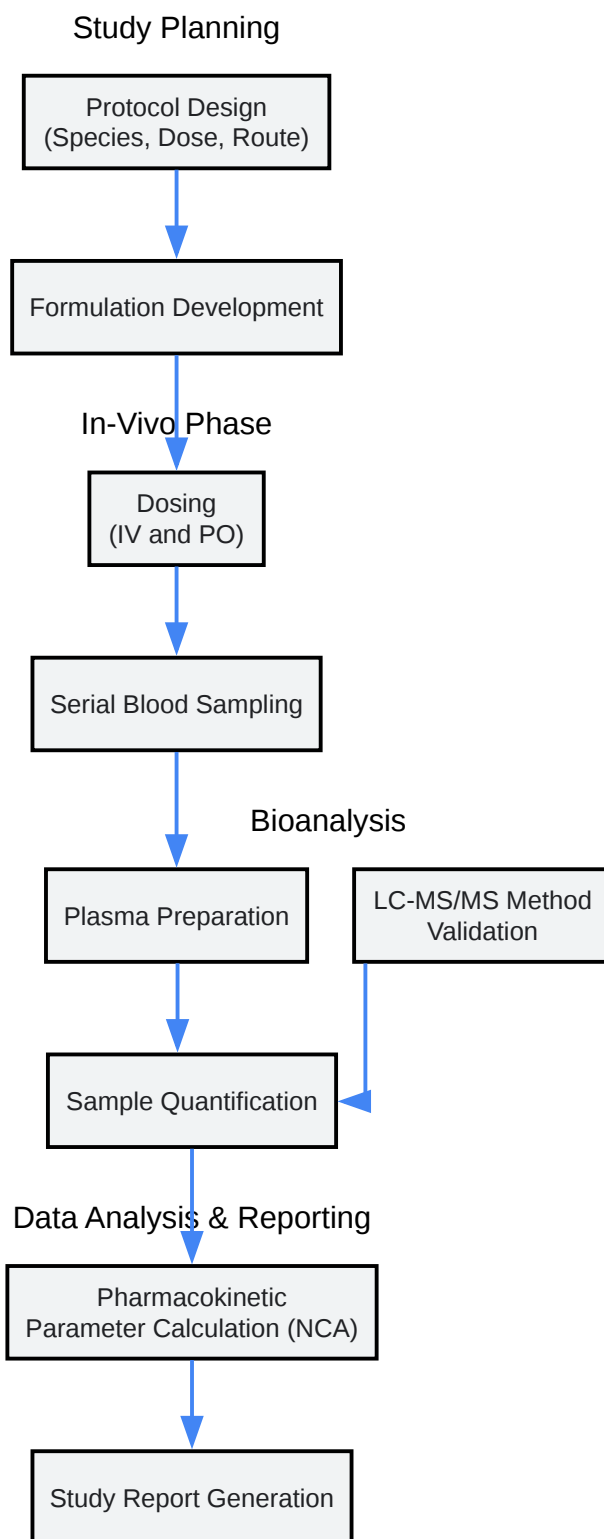 Study Planning
Protocol Design
(Species, Dose, Route)
Formulation Development
In-Vivo Phase
Dosing
(IV and PO)
Serial Blood Sampling
Bioanalysis
Plasma Preparation
LC-MS/MS Method
Validation
Sample Quantification
Data Analysis & Reporting
Pharmacokinetic
Parameter Calculation (NCA)
Study Report Generation